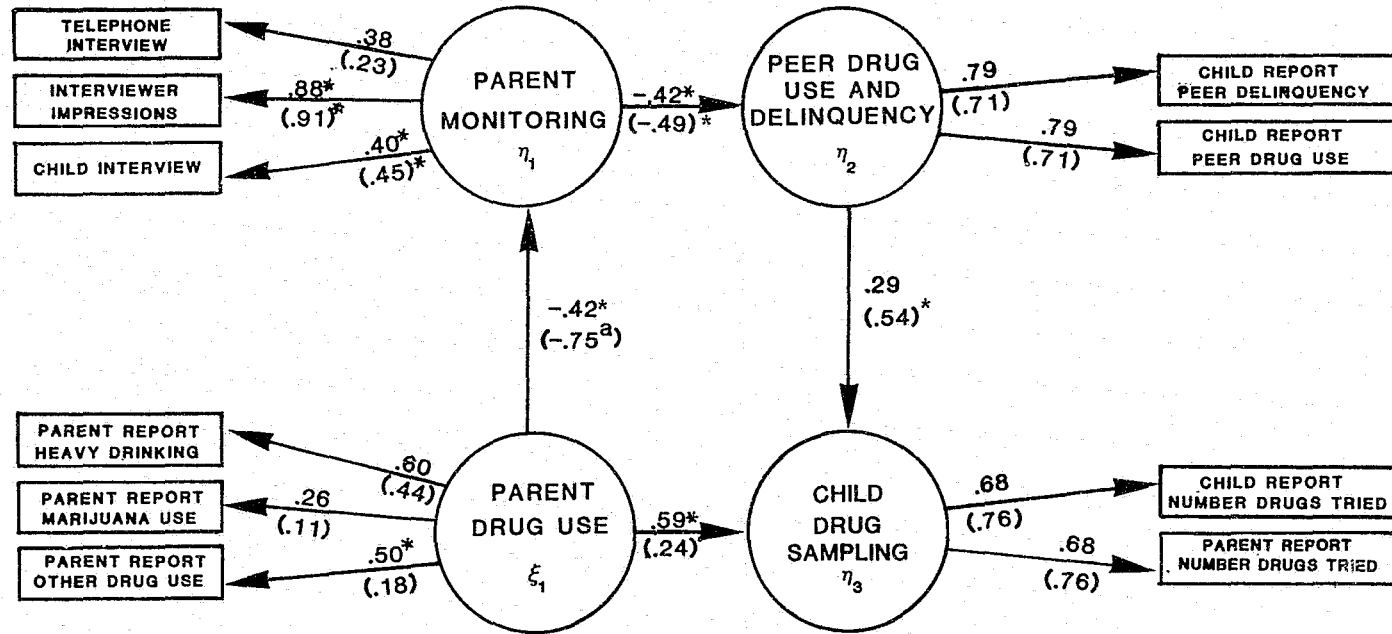 TELEPHONE
INTERVIEW
.38
(.23)
INTERVIEWER
IMPRESSIONS
.88*
(.91)*
CHILD INTERVIEW
.40*
(.45)*
PARENT
MONITORING
η1
-.42*
(-.49)*
PEER DRUG
USE AND
DELINQUENCY
η2
.79
(.71)
CHILD REPORT
PEER DELINQUENCY
.79
(.71)
CHILD REPORT
PEER DRUG USE
-.42*
(-.75a)
.29
(.54)*
PARENT REPORT
HEAVY DRINKING
.60
(.44)
PARENT REPORT
MARIJUANA USE
.26
(.11)
PARENT REPORT
OTHER DRUG USE
.50*
(.18)
PARENT
DRUG USE
ξ1
.59*
(.24)
CHILD
DRUG
SAMPLING
η3
.68
(.76)
CHILD REPORT
NUMBER DRUGS TRIED
.68
(.76)
PARENT REPORT
NUMBER DRUGS TRIED